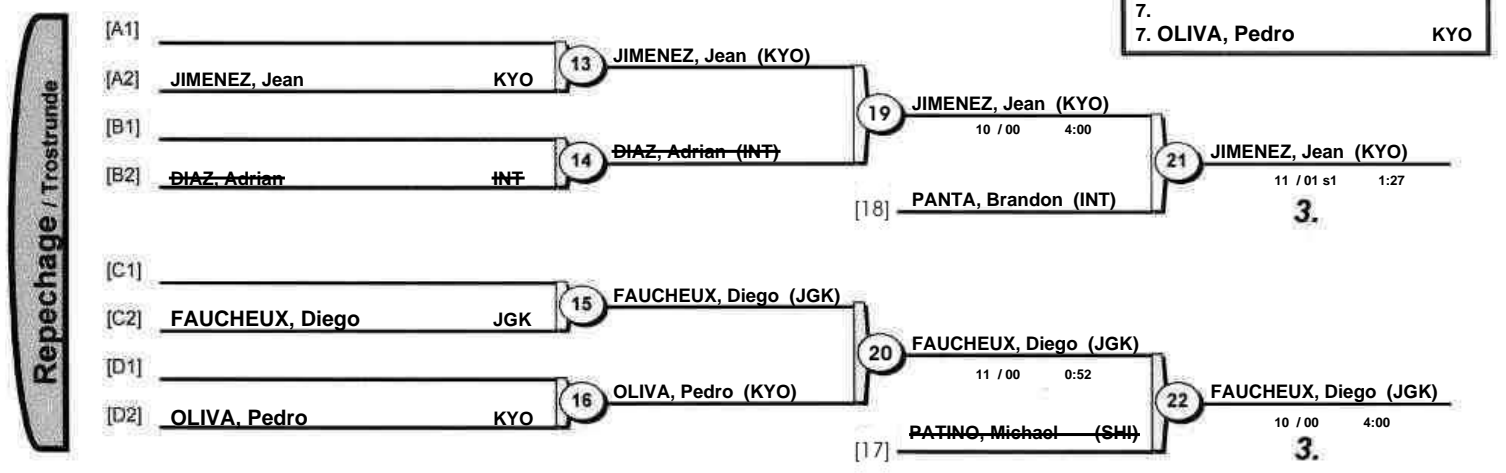 7.
7. OLIVA, Pedro KYO
Repechage / Trostrunde
[A1]
[A2] JIMENEZ, Jean KYO
13 JIMENEZ, Jean (KYO)
[B1]
[B2] DIAZ, Adrian INT
14 DIAZ, Adrian (INT)
19 JIMENEZ, Jean (KYO)
10 / 00 4:00
[18] PANTA, Brandon (INT)
21 JIMENEZ, Jean (KYO)
11 / 01 s1 1:27
3.
[C1]
[C2] FAUCHEUX, Diego JGK
15 FAUCHEUX, Diego (JGK)
[D1]
[D2] OLIVA, Pedro KYO
16 OLIVA, Pedro (KYO)
20 FAUCHEUX, Diego (JGK)
11 / 00 0:52
[17] PATINO, Michael (SHI)
22 FAUCHEUX, Diego (JGK)
10 / 00 4:00
3.